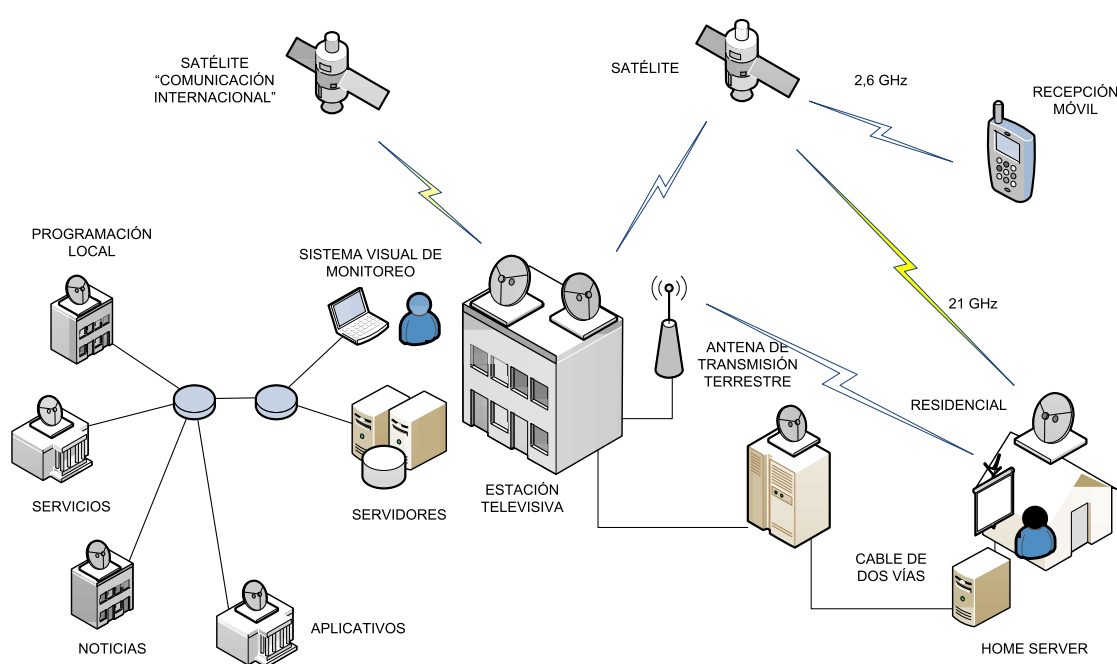 SATÉLITE
“COMUNICACIÓN
INTERNACIONAL”
SATÉLITE
2,6 GHz
RECEPCIÓN
MÓVIL
PROGRAMACIÓN
LOCAL
SISTEMA VISUAL DE
MONITOREO
21 GHz
ANTENA DE
TRANSMISIÓN
TERRESTRE
RESIDENCIAL
SERVICIOS
SERVIDORES
ESTACIÓN
TELEVISIVA
CABLE DE
DOS VÍAS
NOTICIAS
APLICATIVOS
HOME SERVER